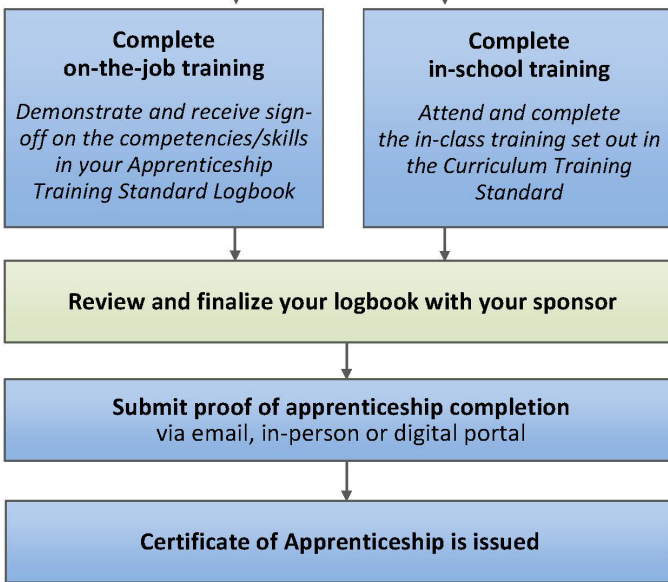 Complete
on-the-job training
Demonstrate and receive sign-
off on the competencies/skills
in your Apprenticeship
Training Standard Logbook
Complete
in-school training
Attend and complete
the in-class training set out in
the Curriculum Training
Standard
Review and finalize your logbook with your sponsor
Submit proof of apprenticeship completion
via email, in-person or digital portal
Certificate of Apprenticeship is issued